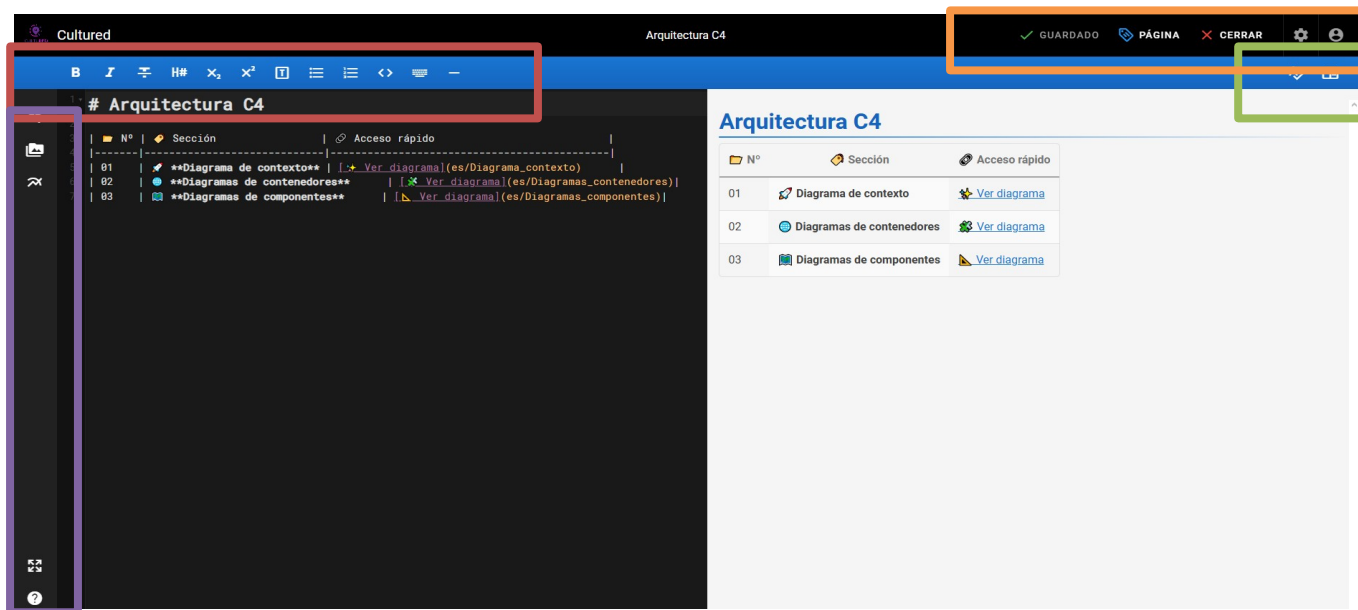 Cultured
Arquitectura C4
GUARDADO PÁGINA CERRAR
B I H# X₂ X² T <>
1 # Arquitectura C4
| 📂 Nº | 🏷️ Sección | 🔗 Acceso rápido |
|-------|---------------------------|------------------------------------------|
| 01 | 🚀 **Diagrama de contexto** | [✨ Ver diagrama](es/Diagrama_contexto) |
| 02 | 🌐 **Diagramas de contenedores** | [🧩 Ver diagrama](es/Diagramas_contenedores)|
| 03 | 🗺️ **Diagramas de componentes** | [📐 Ver diagrama](es/Diagramas_componentes)|
Arquitectura C4
📂 Nº 🏷️ Sección 🔗 Acceso rápido
01 🚀 Diagrama de contexto ✨ Ver diagrama
02 🌐 Diagramas de contenedores 🧩 Ver diagrama
03 🗺️ Diagramas de componentes 📐 Ver diagrama